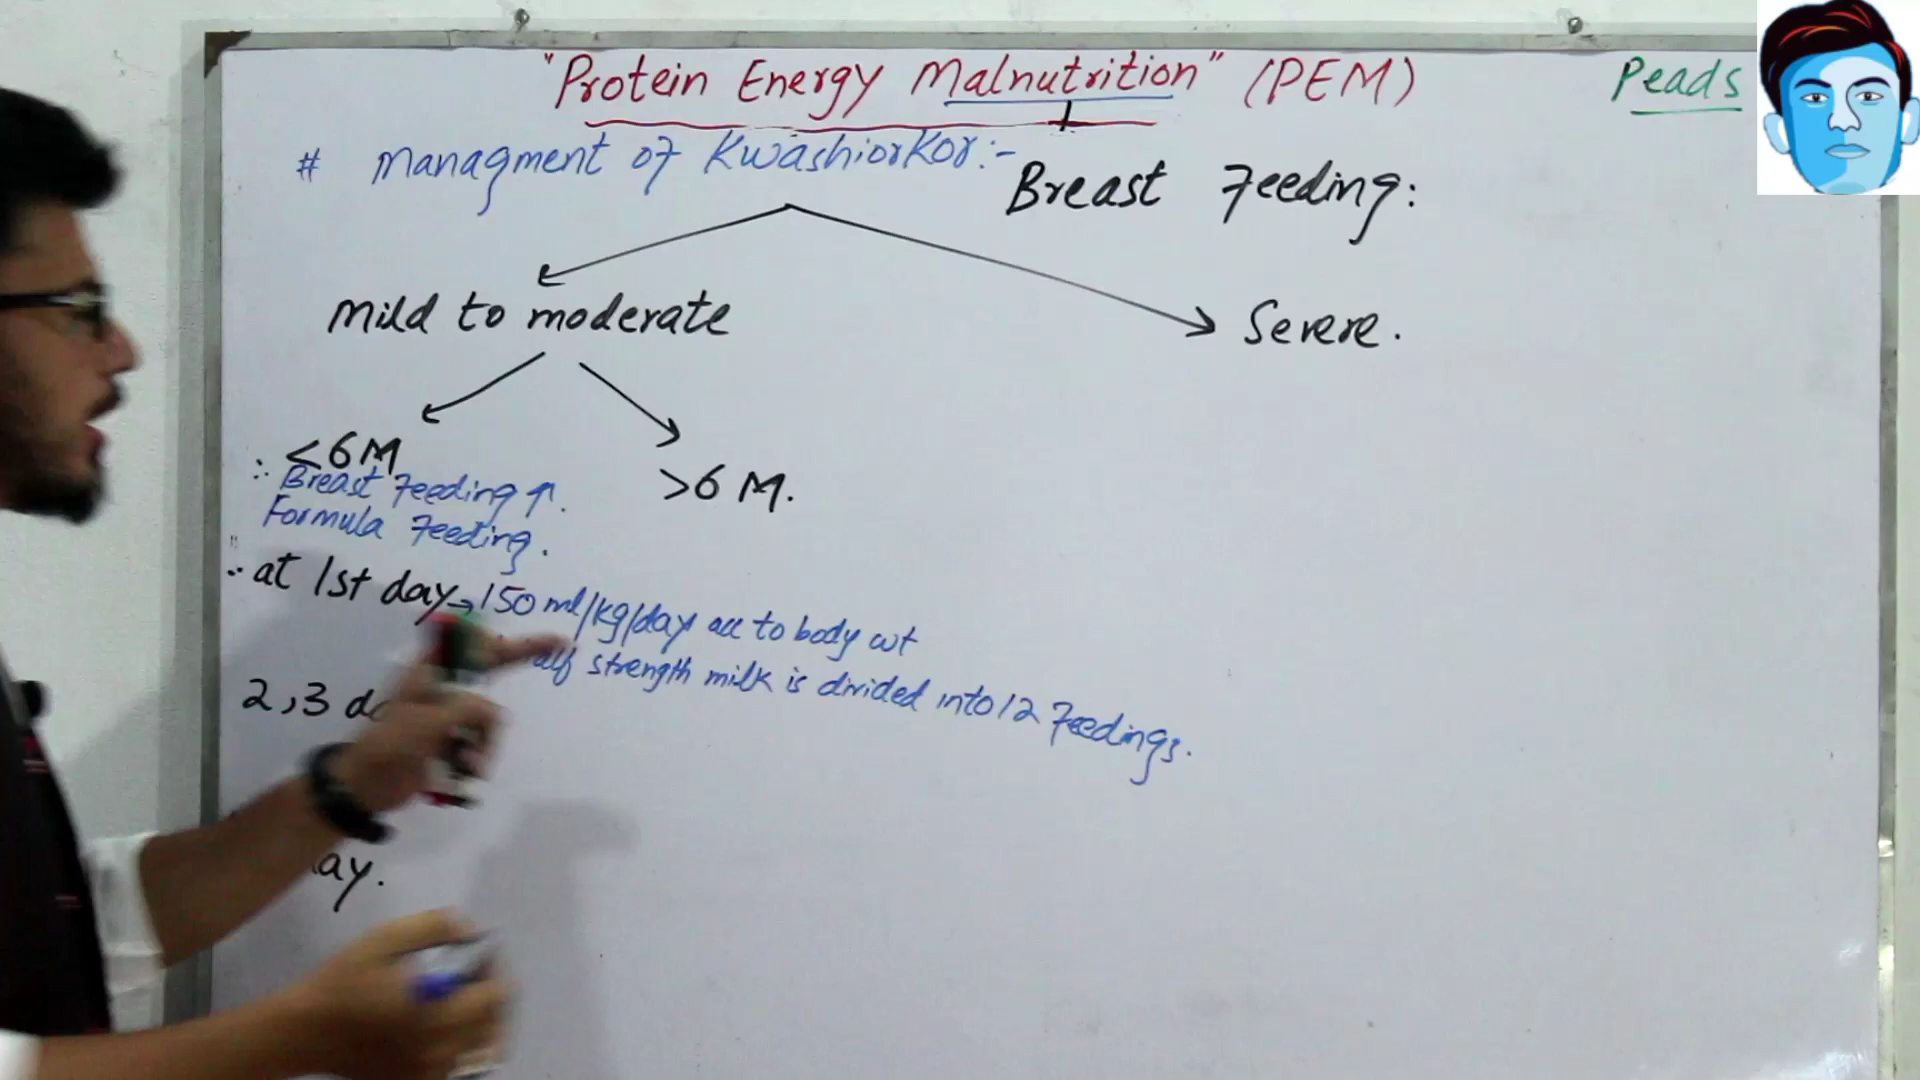 "Protein Energy Malnutrition" (PEM)
Peads
# Managment of Kwashiorkor:-
Breast Feeding:
Mild to moderate
Severe.
<6M
>6 M.
∴ Breast Feeding ↑.
Formula Feeding.
at 1st day → 150 ml/kg/day acc to body wt
strength milk is divided into 12 Feedings.
2,3